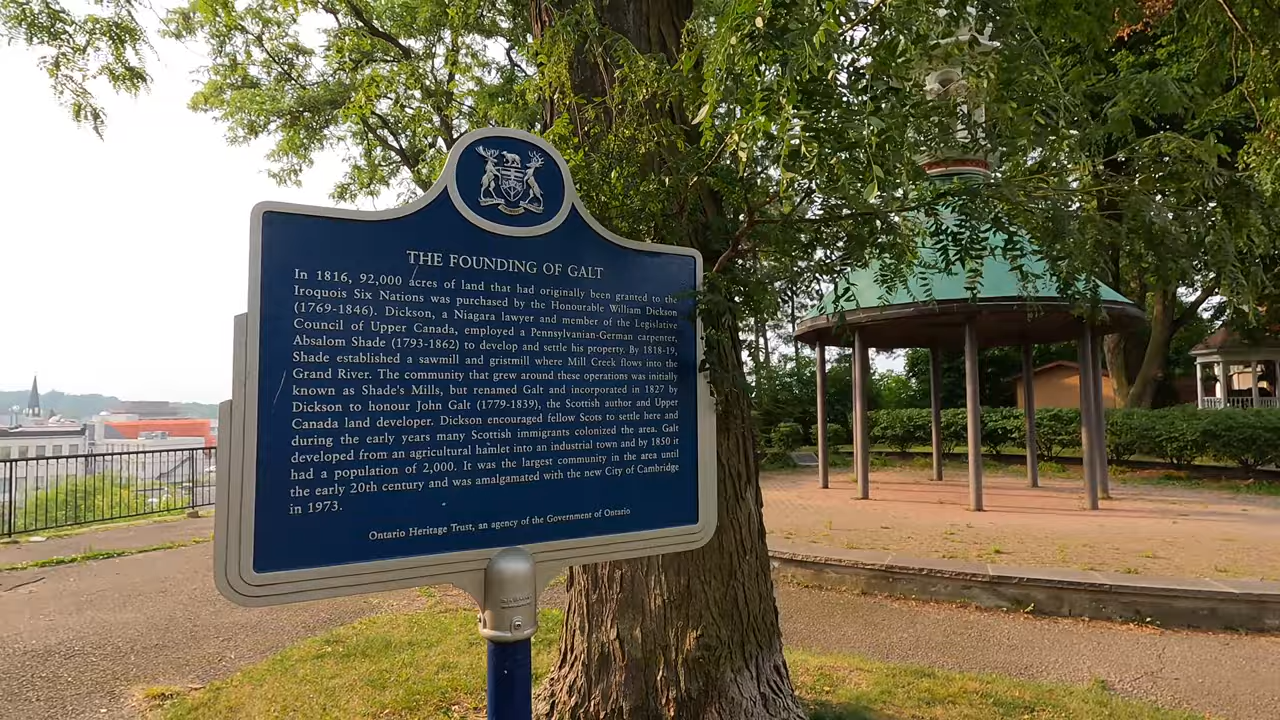 THE FOUNDING OF GALT
In 1816, 92,000 acres of land that had originally been granted to the
Iroquois Six Nations was purchased by the Honourable William Dickson
(1769-1846). Dickson, a Niagara lawyer and member of the Legislative
Council of Upper Canada, employed a Pennsylvanian-German carpenter,
Absalom Shade (1793-1862) to develop and settle his property. By 1818-19,
Shade established a sawmill and gristmill where Mill Creek flows into the
Grand River. The community that grew around these operations was initially
known as Shade's Mills, but renamed Galt and incorporated in 1827 by
Dickson to honour John Galt (1779-1839), the Scottish author and Upper
Canada land developer. Dickson encouraged fellow Scots to settle here and
during the early years many Scottish immigrants colonized the area. Galt
developed from an agricultural hamlet into an industrial town and by 1850 it
had a population of 2,000. It was the largest community in the area until
the early 20th century and was amalgamated with the new City of Cambridge
in 1973.
Ontario Heritage Trust, an agency of the Government of Ontario